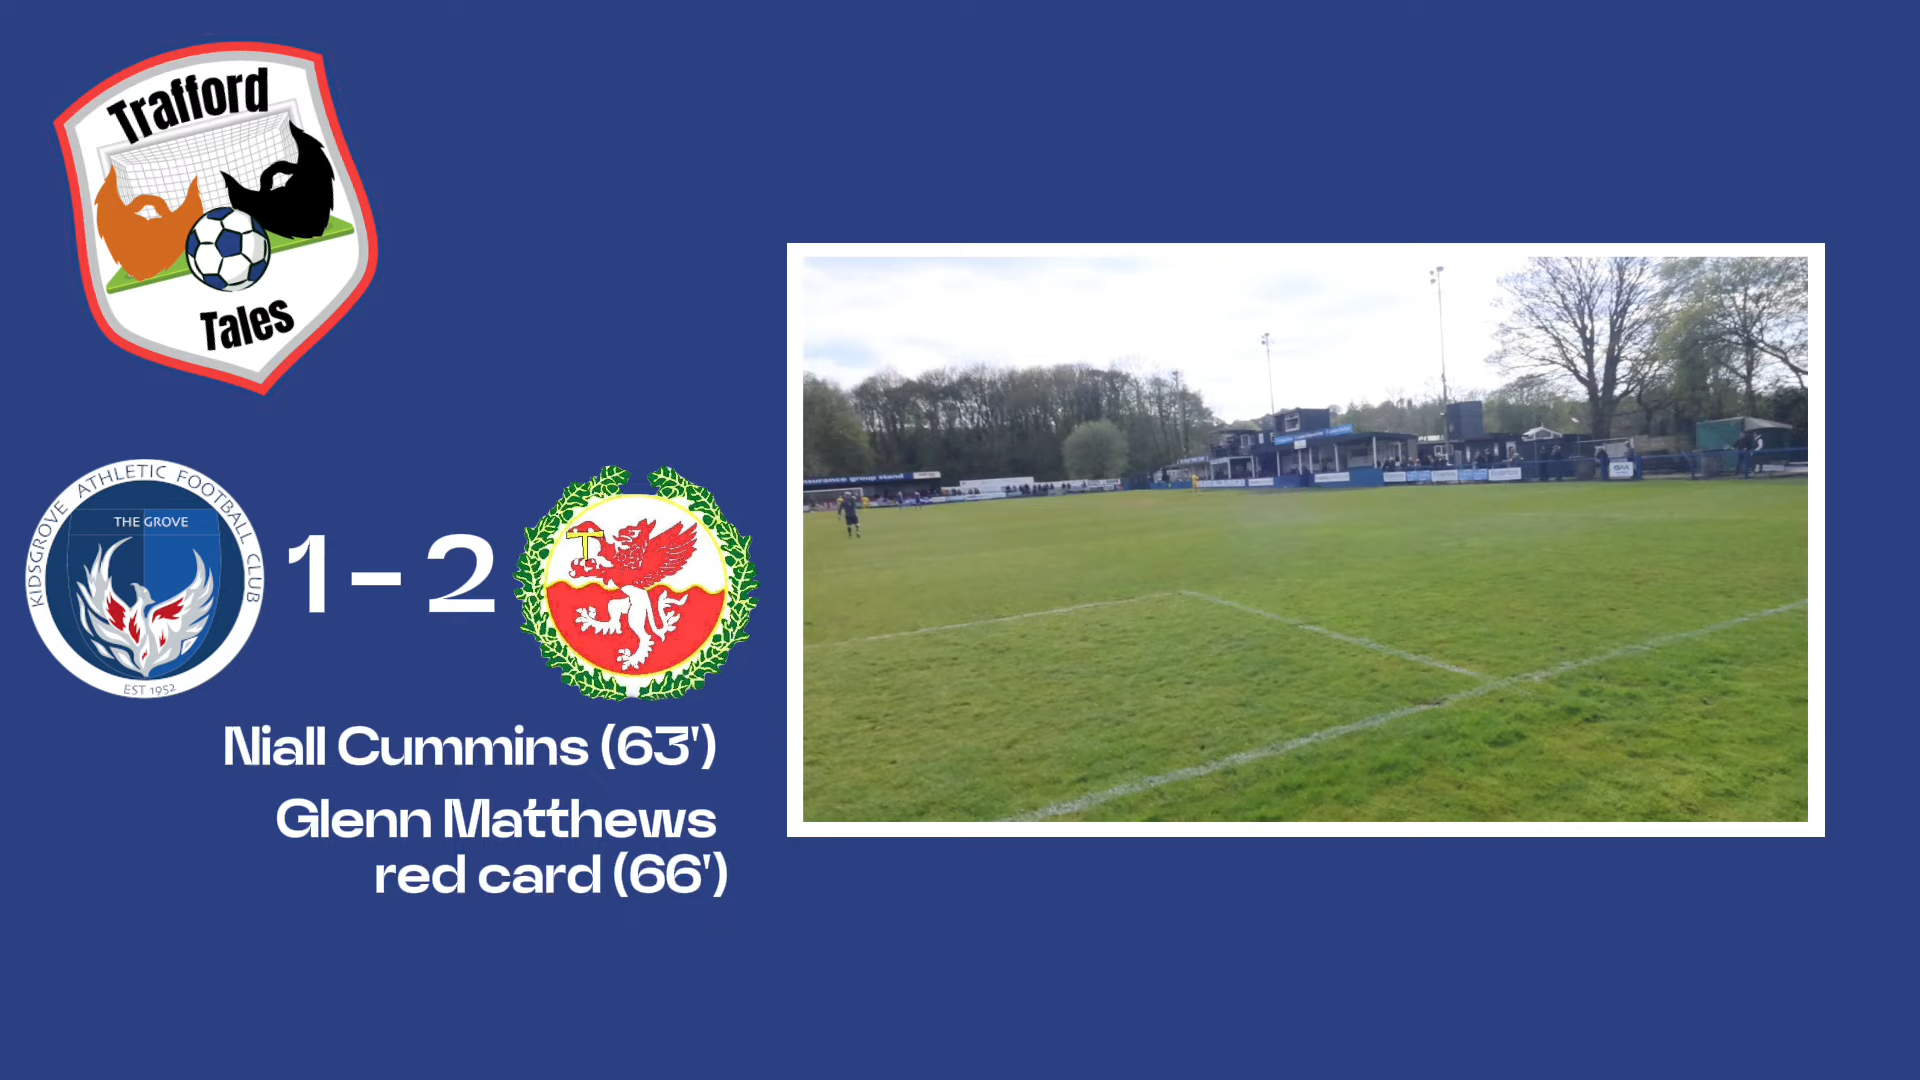 Trafford
Tales
KIDSGROVE ATHLETIC FOOTBALL CLUB
THE GROVE
EST 1952
1 - 2
T
Niall Cummins (63')
Glenn Matthews
red card (66')